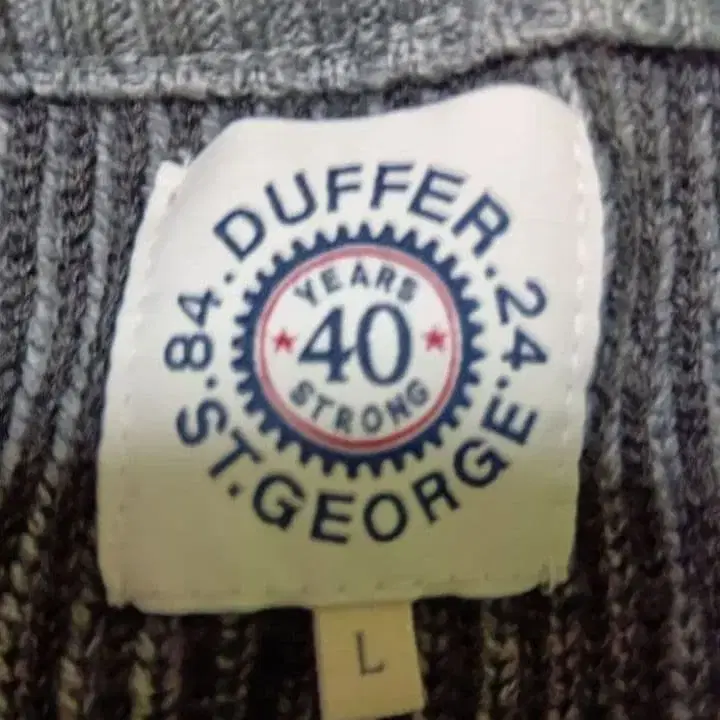 DUFFER
.84.
.24.
ST.GEORGE
YEARS
40
STRONG
L